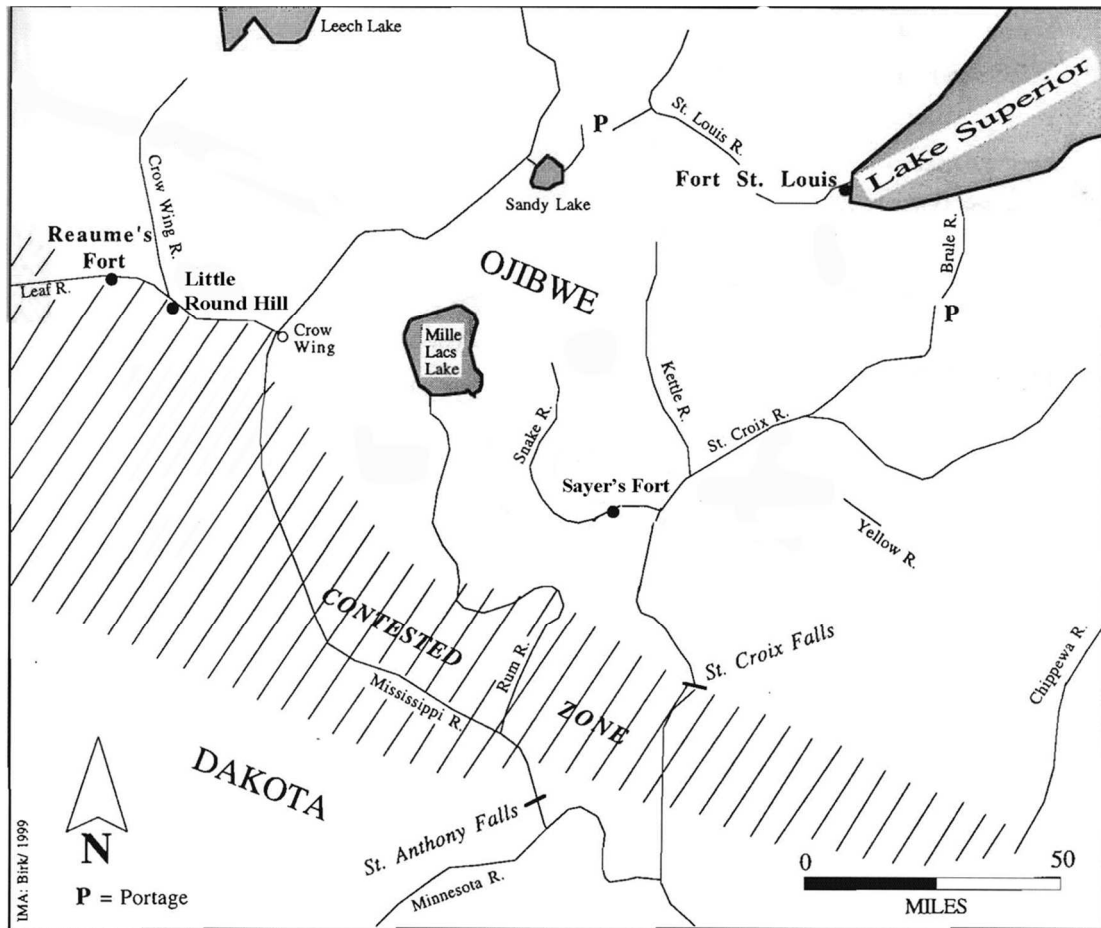 Leech Lake
Lake Superior
St. Louis R.
P
Fort St. Louis
Sandy Lake
Crow Wing R.
Brule R.
Reaume's
Fort
OJIBWE
Leaf R.
Little
Round Hill
P
Crow
Wing
Mille
Lacs
Lake
Kettle R.
Snake R.
St. Croix R.
Sayer's Fort
Yellow R.
CONTESTED
ZONE
Rum R.
St. Croix Falls
Chippewa R.
Mississippi R.
DAKOTA
St. Anthony Falls
Minnesota R.
N
P = Portage
0 50
MILES
IMA: Birk/ 1999